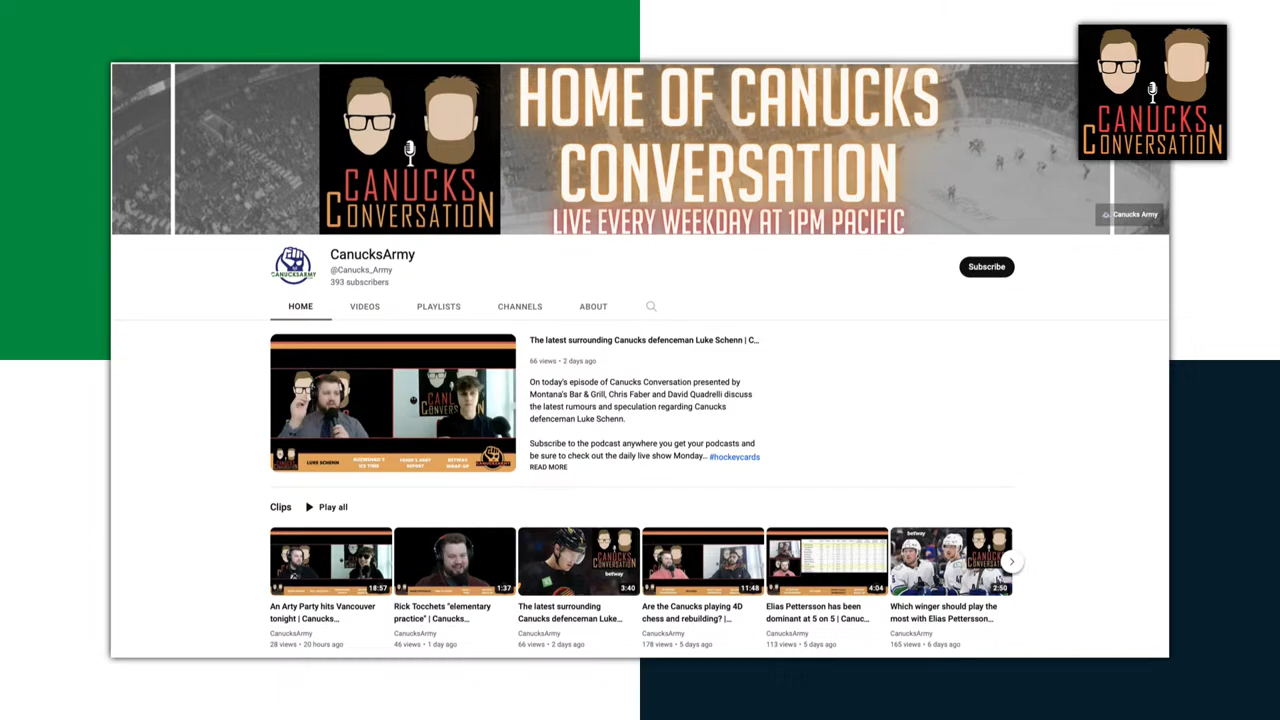 HOME OF CANUCKS
CONVERSATION
LIVE EVERY WEEKDAY AT 1PM PACIFIC
CANUCKS
CONVERSATION
CANUCKS
CONVERSATION
Canucks Army
CANUCKSARMY
CanucksArmy
@Canucks_Army
393 subscribers
Subscribe
HOME
VIDEOS
PLAYLISTS
CHANNELS
ABOUT
The latest surrounding Canucks defenceman Luke Schenn | C...
66 views • 2 days ago
On today's episode of Canucks Conversation presented by
Montana's Bar & Grill, Chris Faber and David Quadrelli discuss
the latest rumours and speculation regarding Canucks
defenceman Luke Schenn.
Subscribe to the podcast anywhere you get your podcasts and
be sure to check out the daily live show Monday... #hockeycards
READ MORE
LUKE SCHENN
Clips
Play all
18:57
1:37
betway
3:40
11:48
4:04
betway
2:50
An Arty Party hits Vancouver
tonight | Canucks...
CanucksArmy
28 views • 20 hours ago
Rick Tocchets "elementary
practice" | Canucks...
CanucksArmy
46 views • 1 day ago
The latest surrounding
Canucks defenceman Luke...
CanucksArmy
66 views • 2 days ago
Are the Canucks playing 4D
chess and rebuilding? |...
CanucksArmy
178 views • 5 days ago
Elias Pettersson has been
dominant at 5 on 5 | Canuc...
CanucksArmy
113 views • 5 days ago
Which winger should play the
most with Elias Pettersson...
CanucksArmy
165 views • 6 days ago